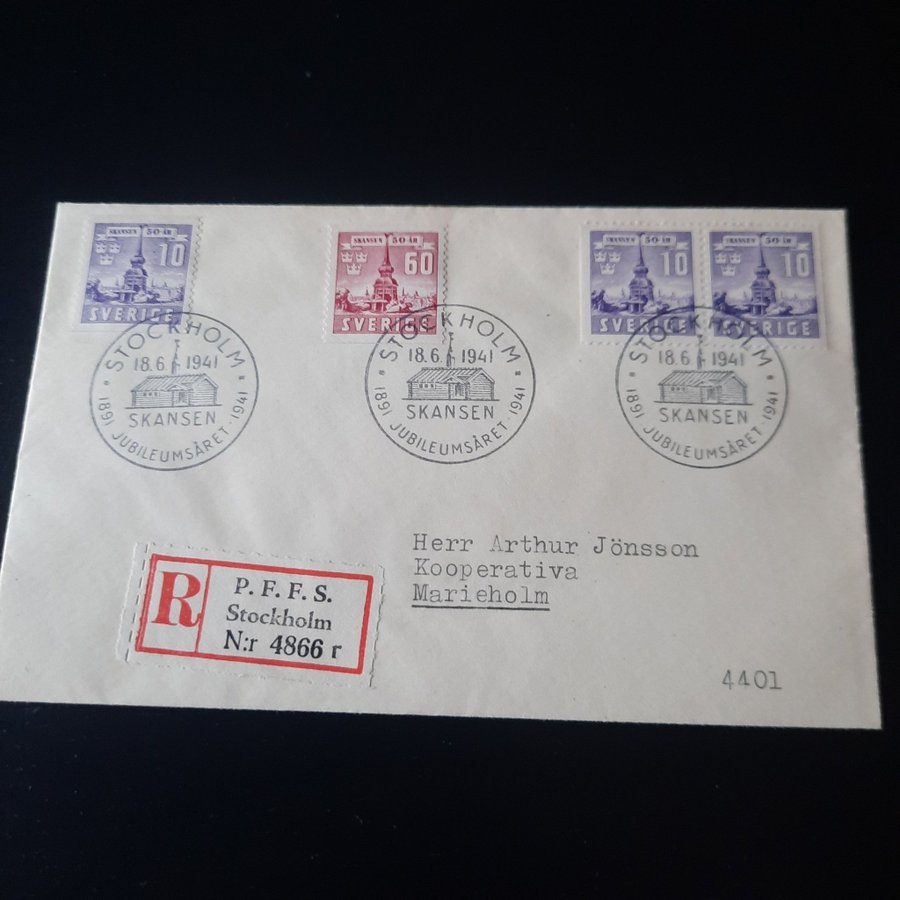 SKANSEN 50 ÅR
10
SVERIGE
SKANSEN 50 ÅR
60
SVERIGE
SKANSEN 50 ÅR
10
SVERIGE
SKANSEN 50 ÅR
10
SVERIGE
STOCKHOLM
18.6 1941
SKANSEN
1891 JUBILEUMSÅRET · 1941
STOCKHOLM
18.6 1941
SKANSEN
1891 JUBILEUMSÅRET · 1941
STOCKHOLM
18.6 1941
SKANSEN
1891 JUBILEUMSÅRET · 1941
Herr Arthur Jönsson
Kooperativa
Marieholm
R
P. F. F. S.
Stockholm
N:r 4866 r
4401